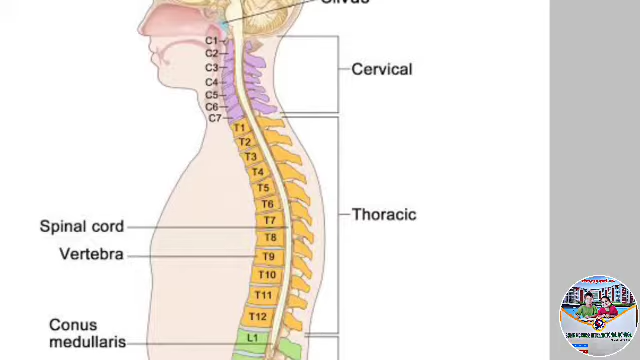 Clivus
C1
C2
C3
Cervical
C4
C5
C6
C7
T1
T2
T3
T4
T5
T6
Thoracic
T7
Spinal cord
T8
Vertebra
T9
T10
T11
T12
Conus
medullaris
L1